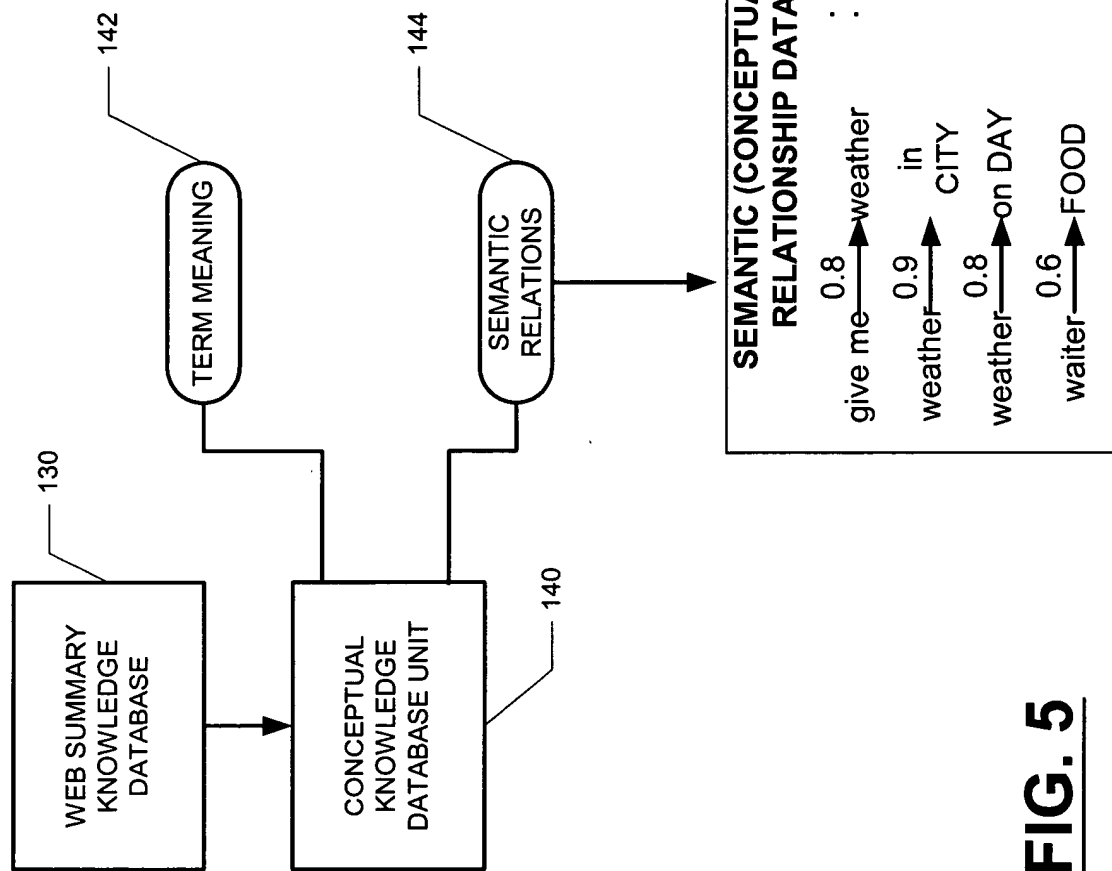 WEB SUMMARY
KNOWLEDGE
DATABASE
130
CONCEPTUAL
KNOWLEDGE
DATABASE UNIT
140
TERM MEANING
142
SEMANTIC
RELATIONS
144
SEMANTIC (CONCEPTUA
RELATIONSHIP DATA
give me 0.8 weather
weather 0.9 in
CITY
weather 0.8 on DAY
waiter 0.6 FOOD
FIG. 5